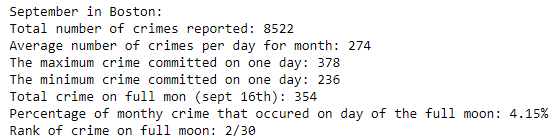 September in Boston:
Total number of crimes reported: 8522
Average number of crimes per day for month: 274
The maximum crime committed on one day: 378
The minimum crime committed on one day: 236
Total crime on full mon (sept 16th): 354
Percentage of monthy crime that occured on day of the full moon: 4.15%
Rank of crime on full moon: 2/30